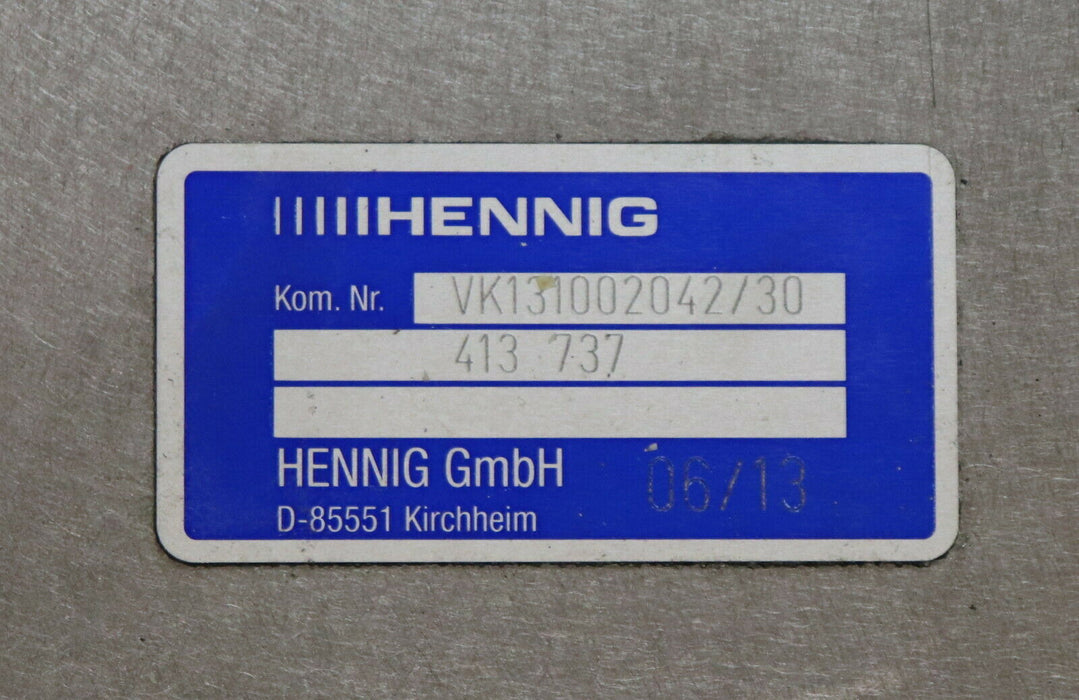 HENNIG
Kom. Nr. VK131002042/30
413 737
HENNIG GmbH
06/13
D-85551 Kirchheim